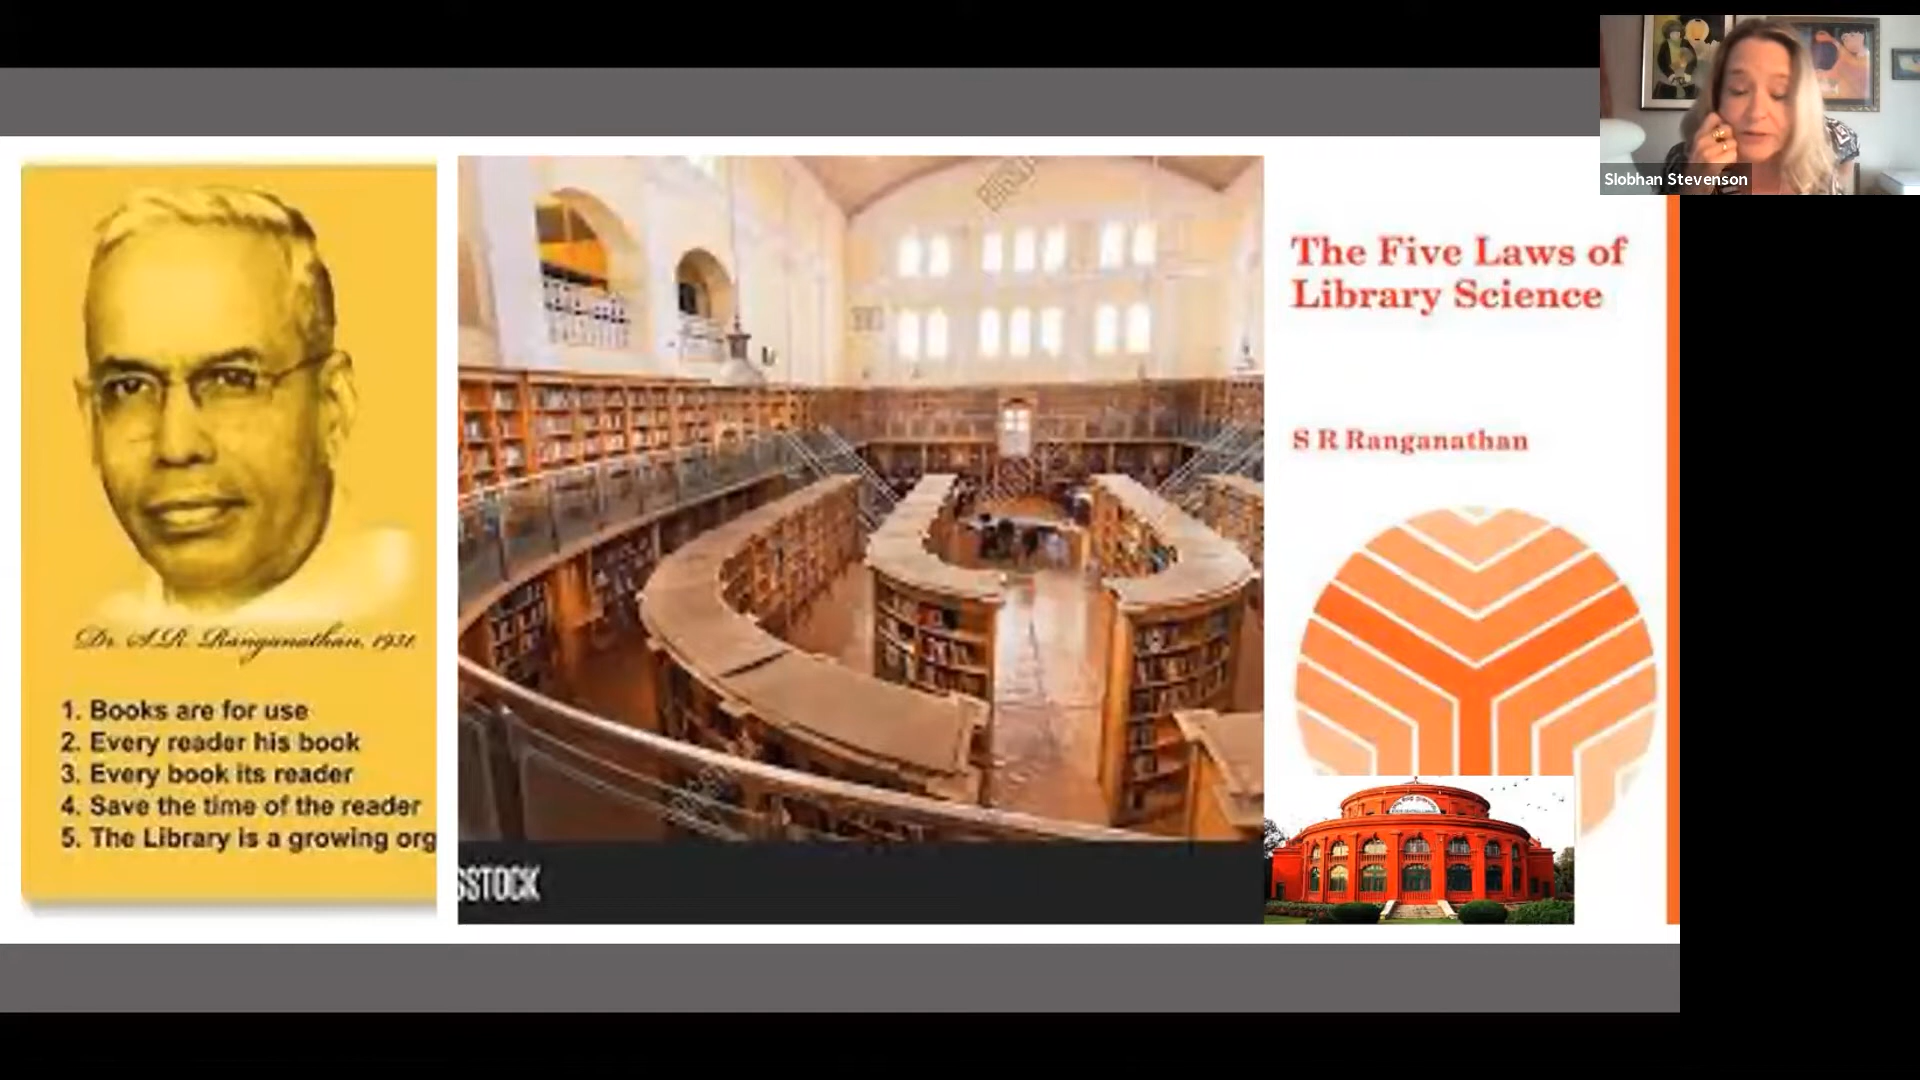 Siobhan Stevenson
Dr. S.R. Ranganathan, 1931
1. Books are for use
2. Every reader his book
3. Every book its reader
4. Save the time of the reader
5. The Library is a growing org
SSTOCK
The Five Laws of
Library Science
S R Ranganathan